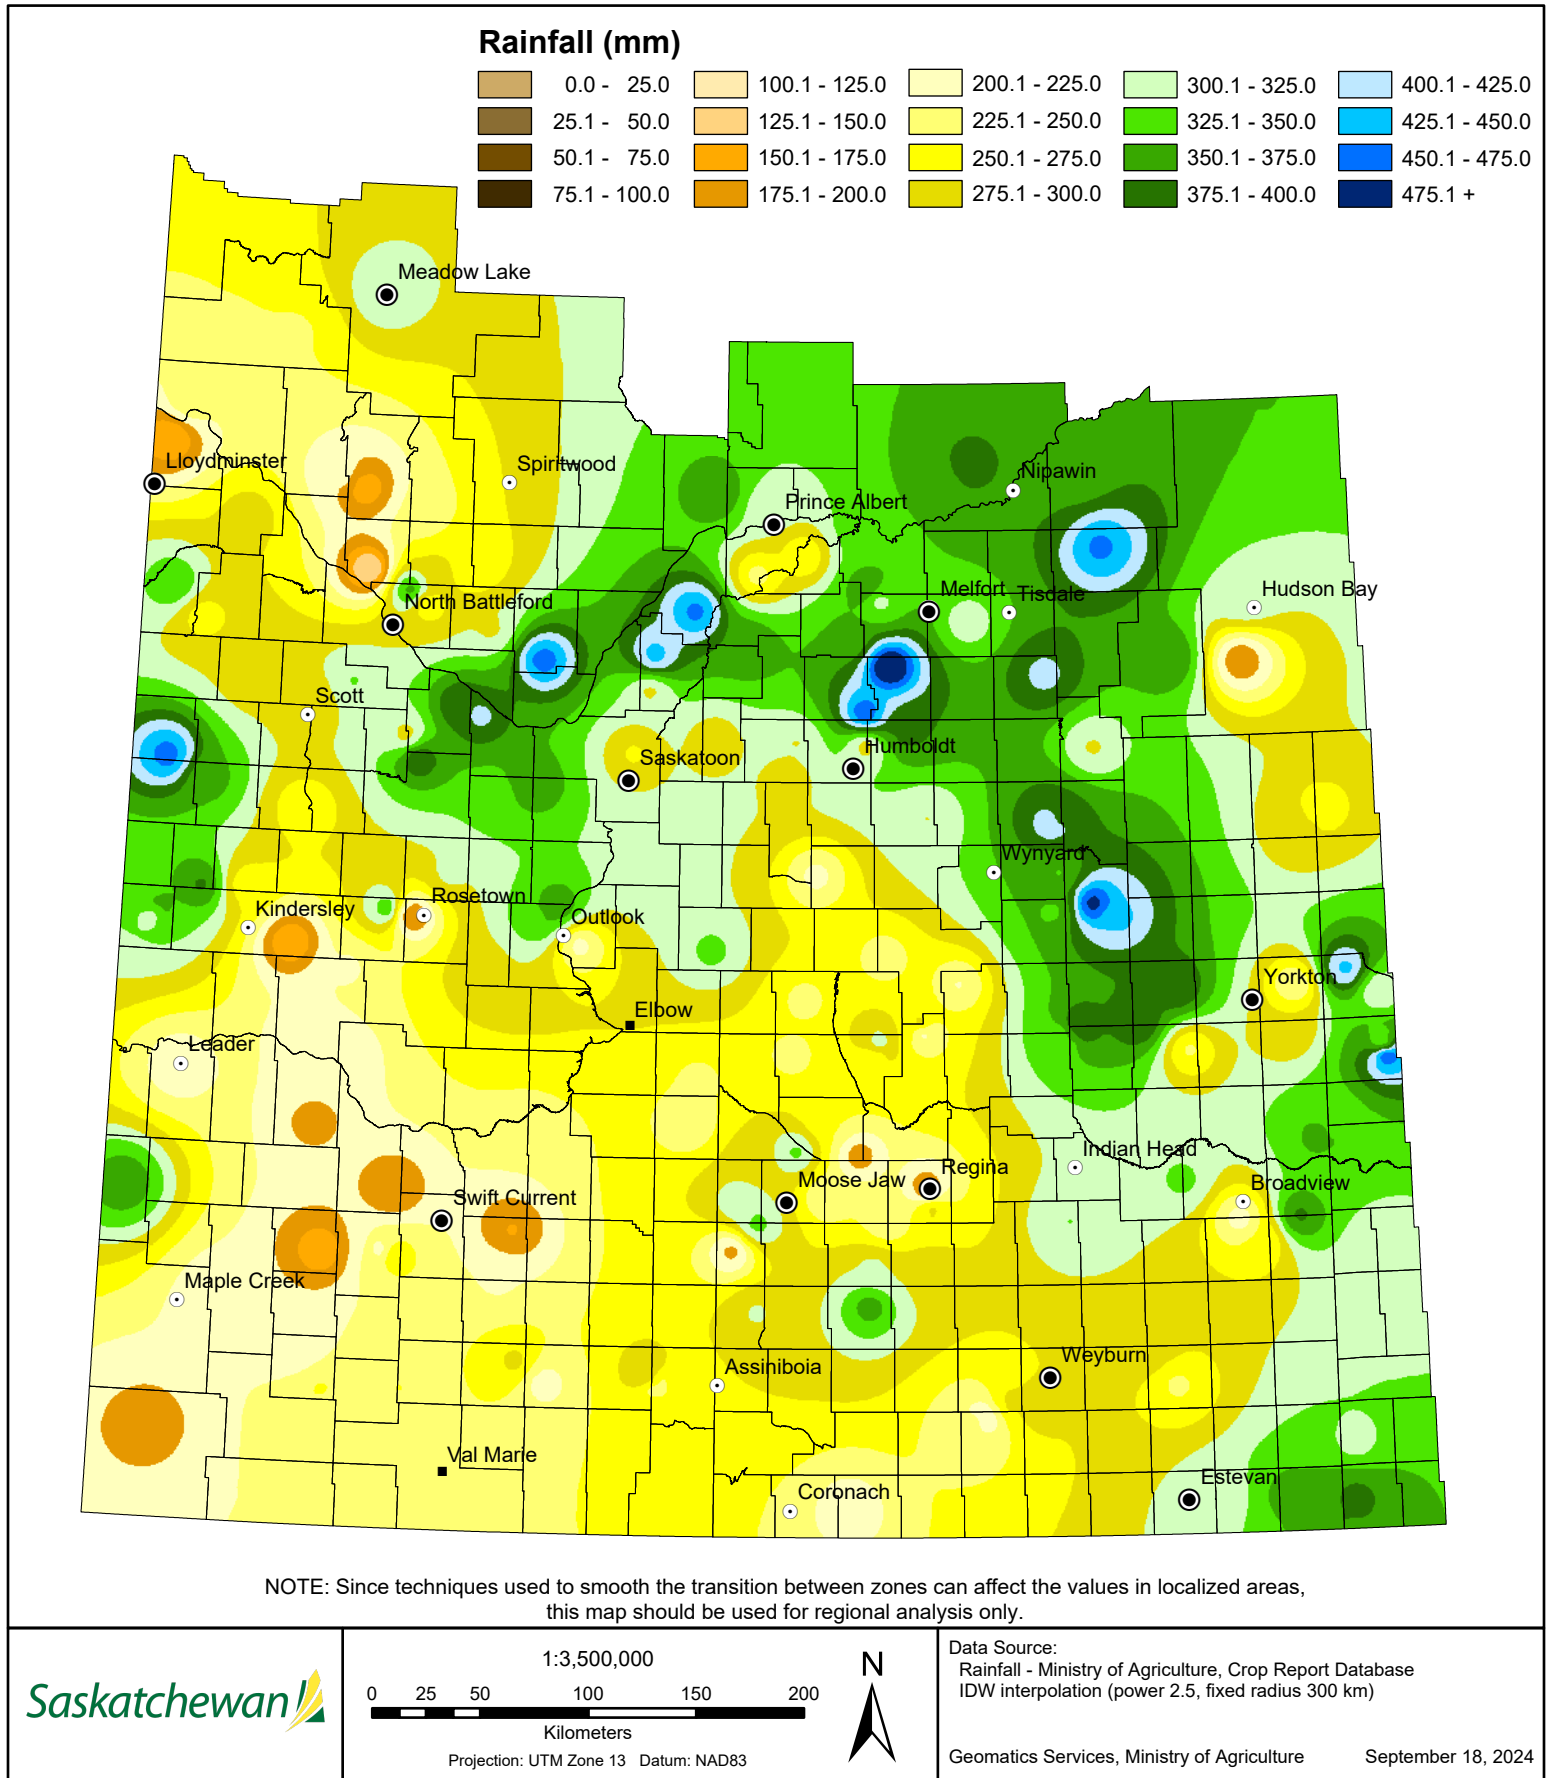 Rainfall (mm)
0.0 - 25.0
25.1 - 50.0
50.1 - 75.0
75.1 - 100.0
100.1 - 125.0
125.1 - 150.0
150.1 - 175.0
175.1 - 200.0
200.1 - 225.0
225.1 - 250.0
250.1 - 275.0
275.1 - 300.0
300.1 - 325.0
325.1 - 350.0
350.1 - 375.0
375.1 - 400.0
400.1 - 425.0
425.1 - 450.0
450.1 - 475.0
475.1 +
Meadow Lake
Lloydminster
Spiritwood
Nipawin
Prince Albert
Hudson Bay
Melfort
Tisdale
North Battleford
Scott
Saskatoon
Humboldt
Wynyard
Rosetown
Kindersley
Outlook
Yorkton
Elbow
Leader
Indian Head
Regina
Moose Jaw
Broadview
Swift Current
Maple Creek
Weyburn
Assiniboia
Val Marie
Estevan
Coronach
NOTE: Since techniques used to smooth the transition between zones can affect the values in localized areas,
this map should be used for regional analysis only.
Saskatchewan
1:3,500,000
0 25 50 100 150 200
Kilometers
Projection: UTM Zone 13 Datum: NAD83
N
Data Source:
Rainfall - Ministry of Agriculture, Crop Report Database
IDW interpolation (power 2.5, fixed radius 300 km)
Geomatics Services, Ministry of Agriculture September 18, 2024